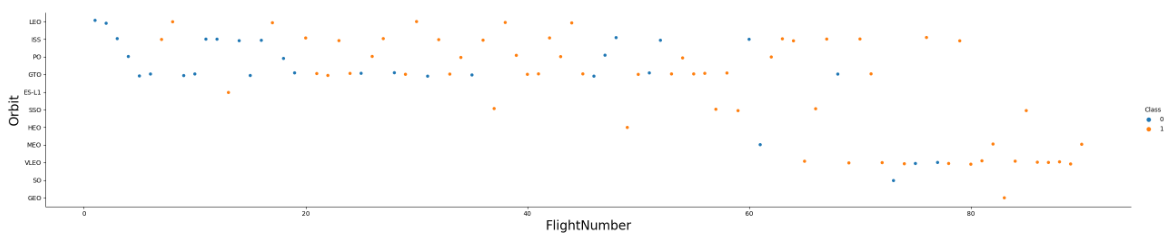 LEO
ISS
PO
GTO
ES-L1
SSO
HEO
MEO
VLEO
SO
GEO
Orbit
0 20 40 60 80
FlightNumber
Class
0
1